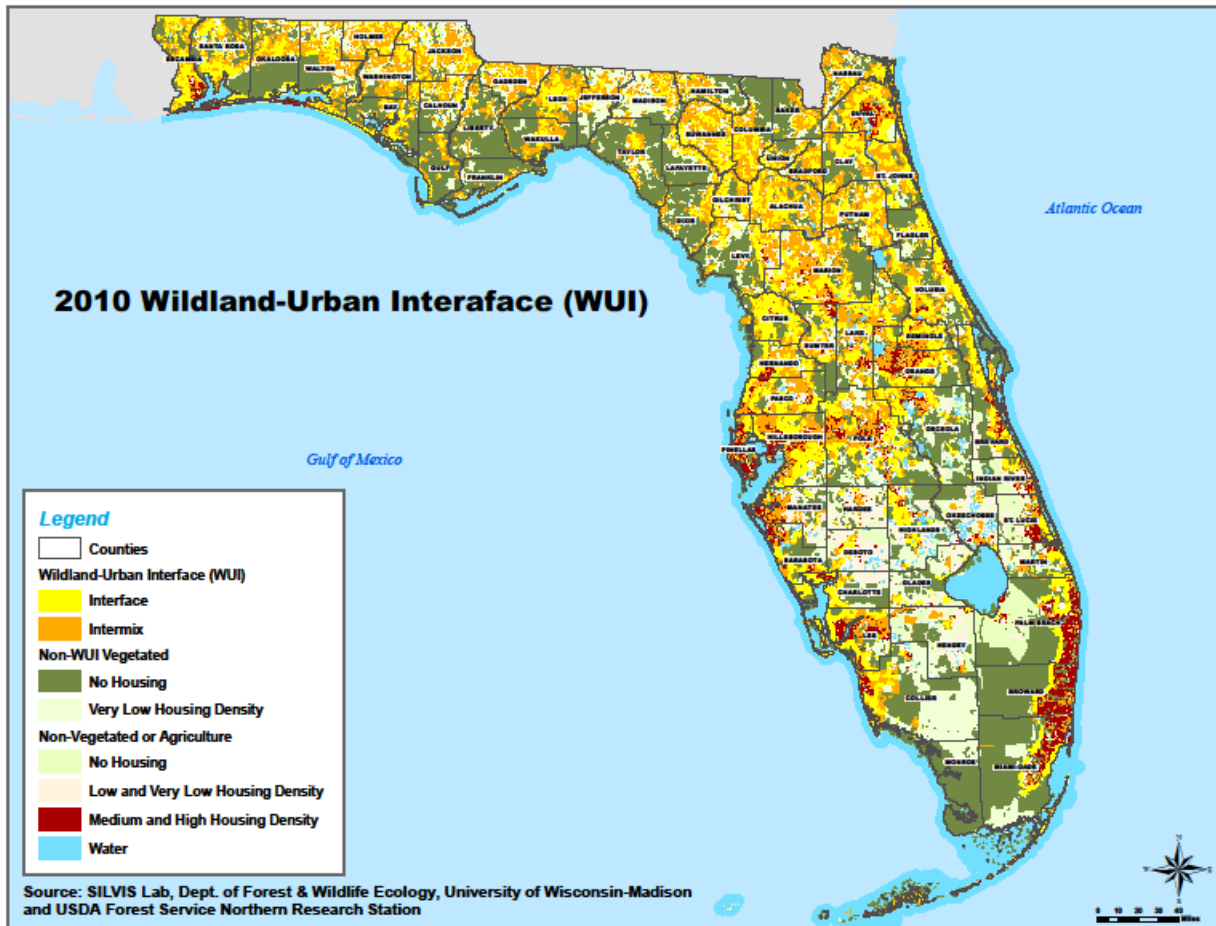 ESCAMBIA
SANTA ROSA
OKALOOSA
WALTON
HOLMES
JACKSON
WASHINGTON
BAY
CALHOUN
GADSDEN
LEON
JEFFERSON
MADISON
HAMILTON
LIBERTY
WAKULLA
GULF
FRANKLIN
TAYLOR
SUWANNEE
COLUMBIA
BAKER
NASSAU
DUVAL
LAFAYETTE
UNION
BRADFORD
CLAY
ST. JOHNS
DIXIE
GILCHRIST
ALACHUA
PUTNAM
FLAGLER
LEVY
MARION
VOLUSIA
Atlantic Ocean
2010 Wildland-Urban Interaface (WUI)
CITRUS
SUMTER
LAKE
SEMINOLE
ORANGE
HERNANDO
PASCO
PINELLAS
HILLSBOROUGH
POLK
OSCEOLA
BREVARD
Gulf of Mexico
INDIAN RIVER
MANATEE
HARDEE
HIGHLANDS
OKEECHOBEE
ST. LUCIE
SARASOTA
DESOTO
MARTIN
CHARLOTTE
GLADES
LEE
HENDRY
PALM BEACH
COLLIER
BROWARD
MONROE
MIAMI-DADE
Legend
Counties
Wildland-Urban Interface (WUI)
Interface
Intermix
Non-WUI Vegetated
No Housing
Very Low Housing Density
Non-Vegetated or Agriculture
No Housing
Low and Very Low Housing Density
Medium and High Housing Density
Water
Source: SILVIS Lab, Dept. of Forest & Wildlife Ecology, University of Wisconsin-Madison
and USDA Forest Service Northern Research Station
N
0 10 20 30 40
Miles